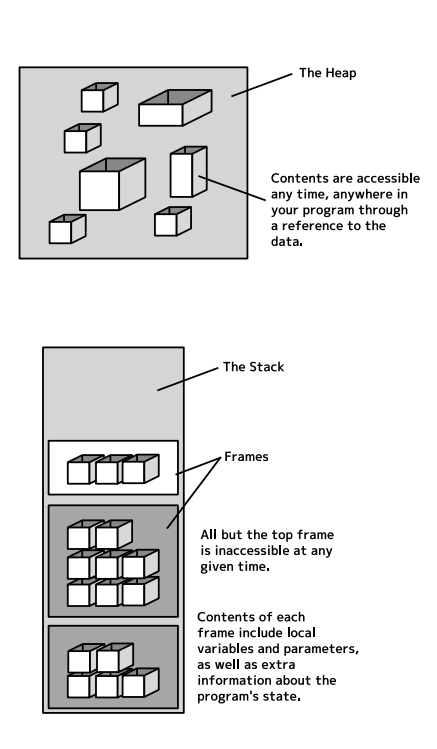 The Heap
Contents are accessible
any time, anywhere in
your program through
a reference to the
data.
The Stack
Frames
All but the top frame
is inaccessible at any
given time.
Contents of each
frame include local
variables and parameters,
as well as extra
information about the
program's state.